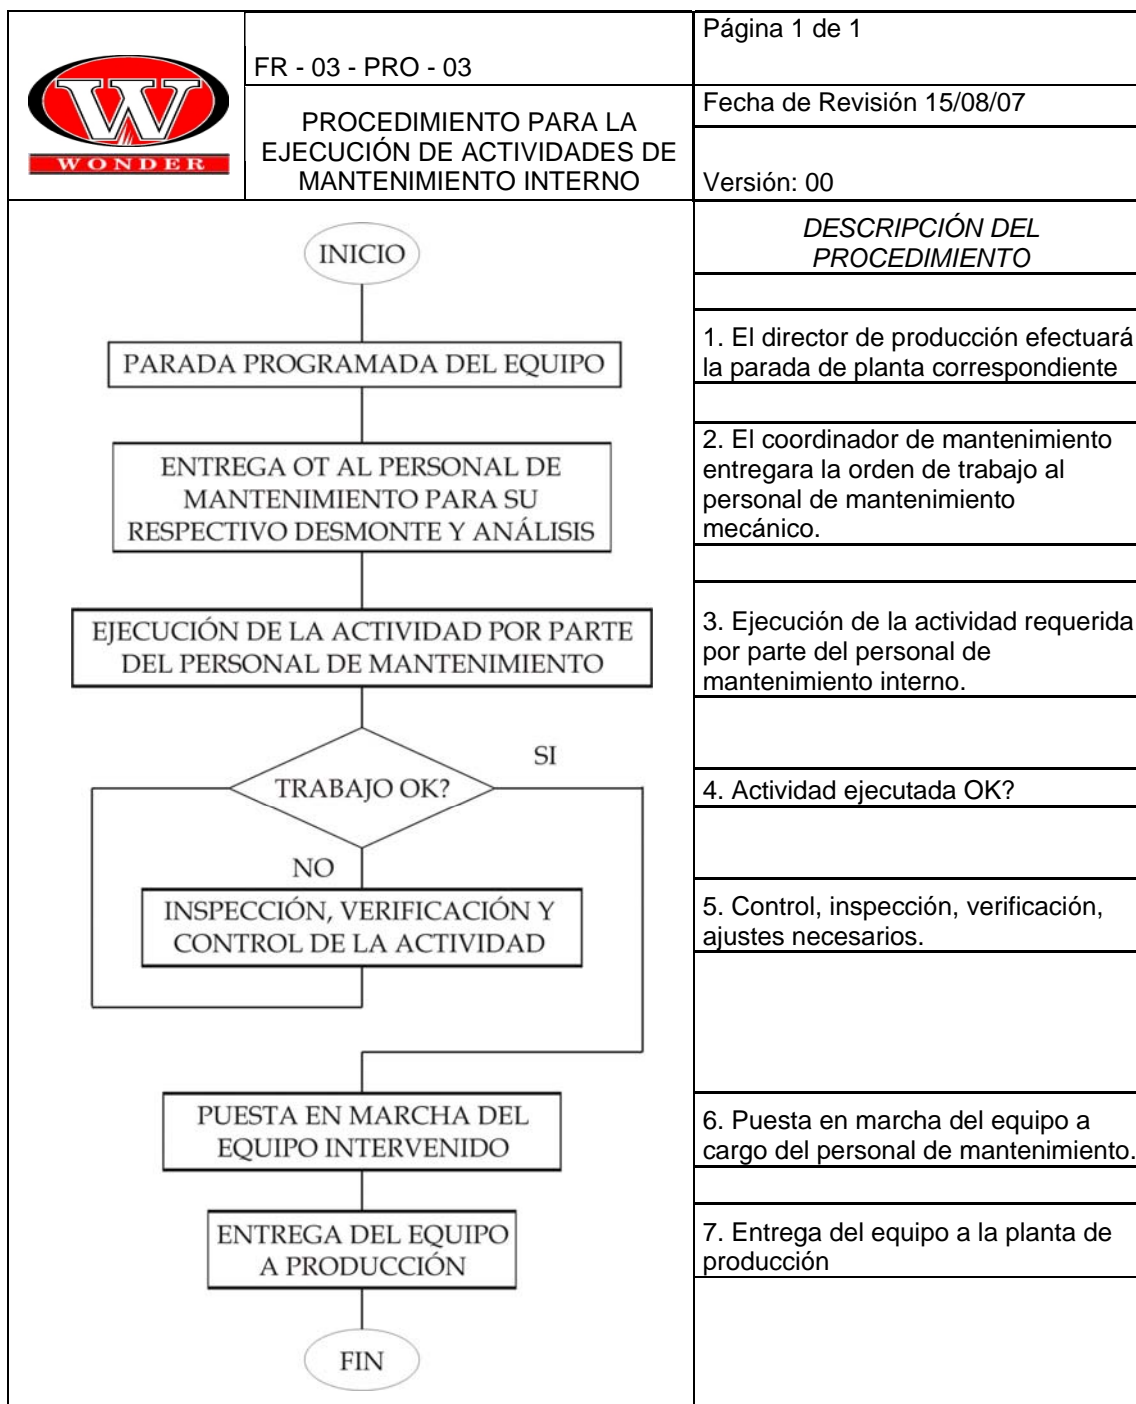 W
WONDER
FR - 03 - PRO - 03
PROCEDIMIENTO PARA LA
EJECUCIÓN DE ACTIVIDADES DE
MANTENIMIENTO INTERNO
Página 1 de 1
Fecha de Revisión 15/08/07
Versión: 00
INICIO
PARADA PROGRAMADA DEL EQUIPO
ENTREGA OT AL PERSONAL DE
MANTENIMIENTO PARA SU
RESPECTIVO DESMONTE Y ANÁLISIS
EJECUCIÓN DE LA ACTIVIDAD POR PARTE
DEL PERSONAL DE MANTENIMIENTO
SI
TRABAJO OK?
NO
INSPECCIÓN, VERIFICACIÓN Y
CONTROL DE LA ACTIVIDAD
PUESTA EN MARCHA DEL
EQUIPO INTERVENIDO
ENTREGA DEL EQUIPO
A PRODUCCIÓN
FIN
DESCRIPCIÓN DEL
PROCEDIMIENTO
1. El director de producción efectuará
la parada de planta correspondiente
2. El coordinador de mantenimiento
entregara la orden de trabajo al
personal de mantenimiento
mecánico.
3. Ejecución de la actividad requerida
por parte del personal de
mantenimiento interno.
4. Actividad ejecutada OK?
5. Control, inspección, verificación,
ajustes necesarios.
6. Puesta en marcha del equipo a
cargo del personal de mantenimiento.
7. Entrega del equipo a la planta de
producción